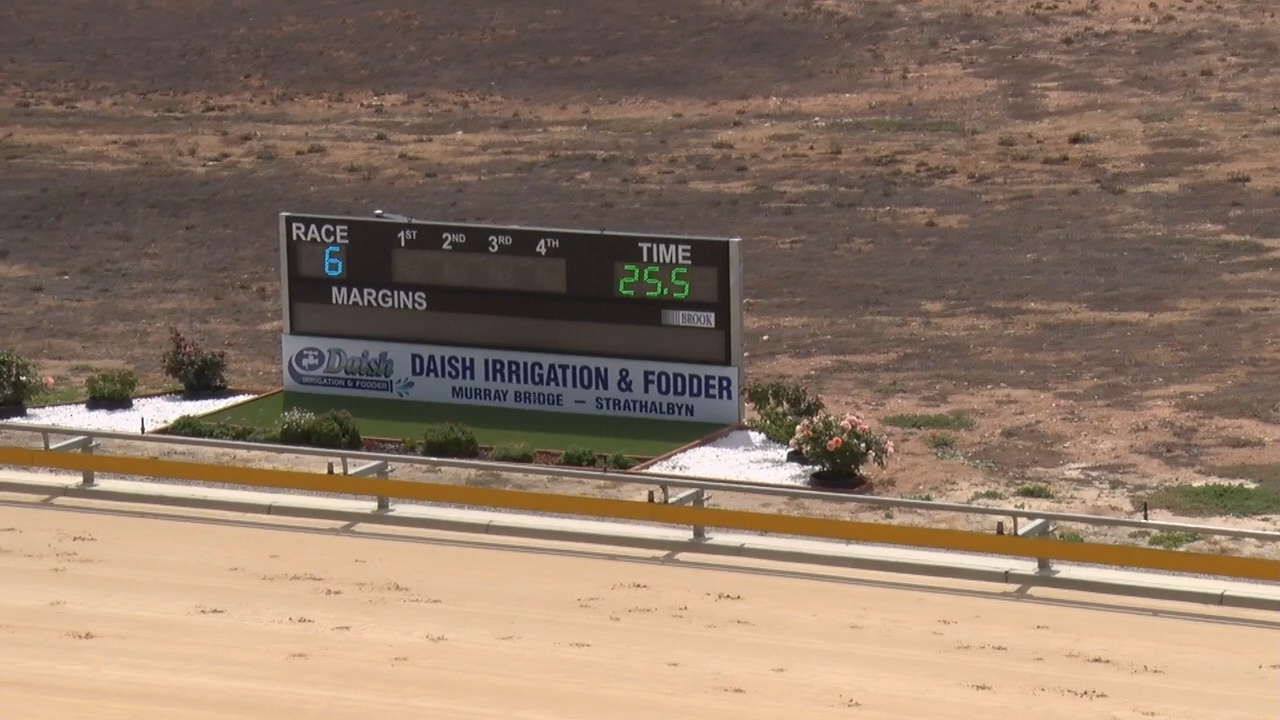 RACE 1ST 2ND 3RD 4TH TIME
6 25.5
MARGINS
BROOK
Daish
IRRIGATION & FODDER
DAISH IRRIGATION & FODDER
MURRAY BRIDGE — STRATHALBYN